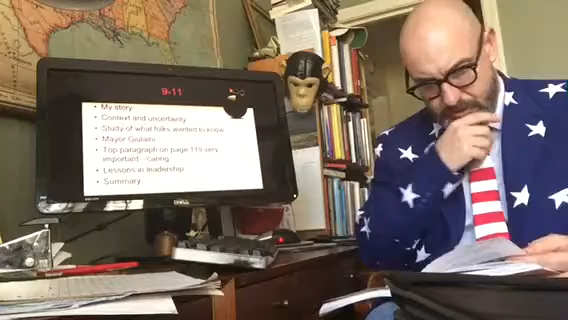 9-11
• My story
• Context and uncertainty
• Study of what folks wanted to know
• Mayor Giuliani
• Top paragraph on page 119 very
important – caring
• Lessons in leadership
• Summary